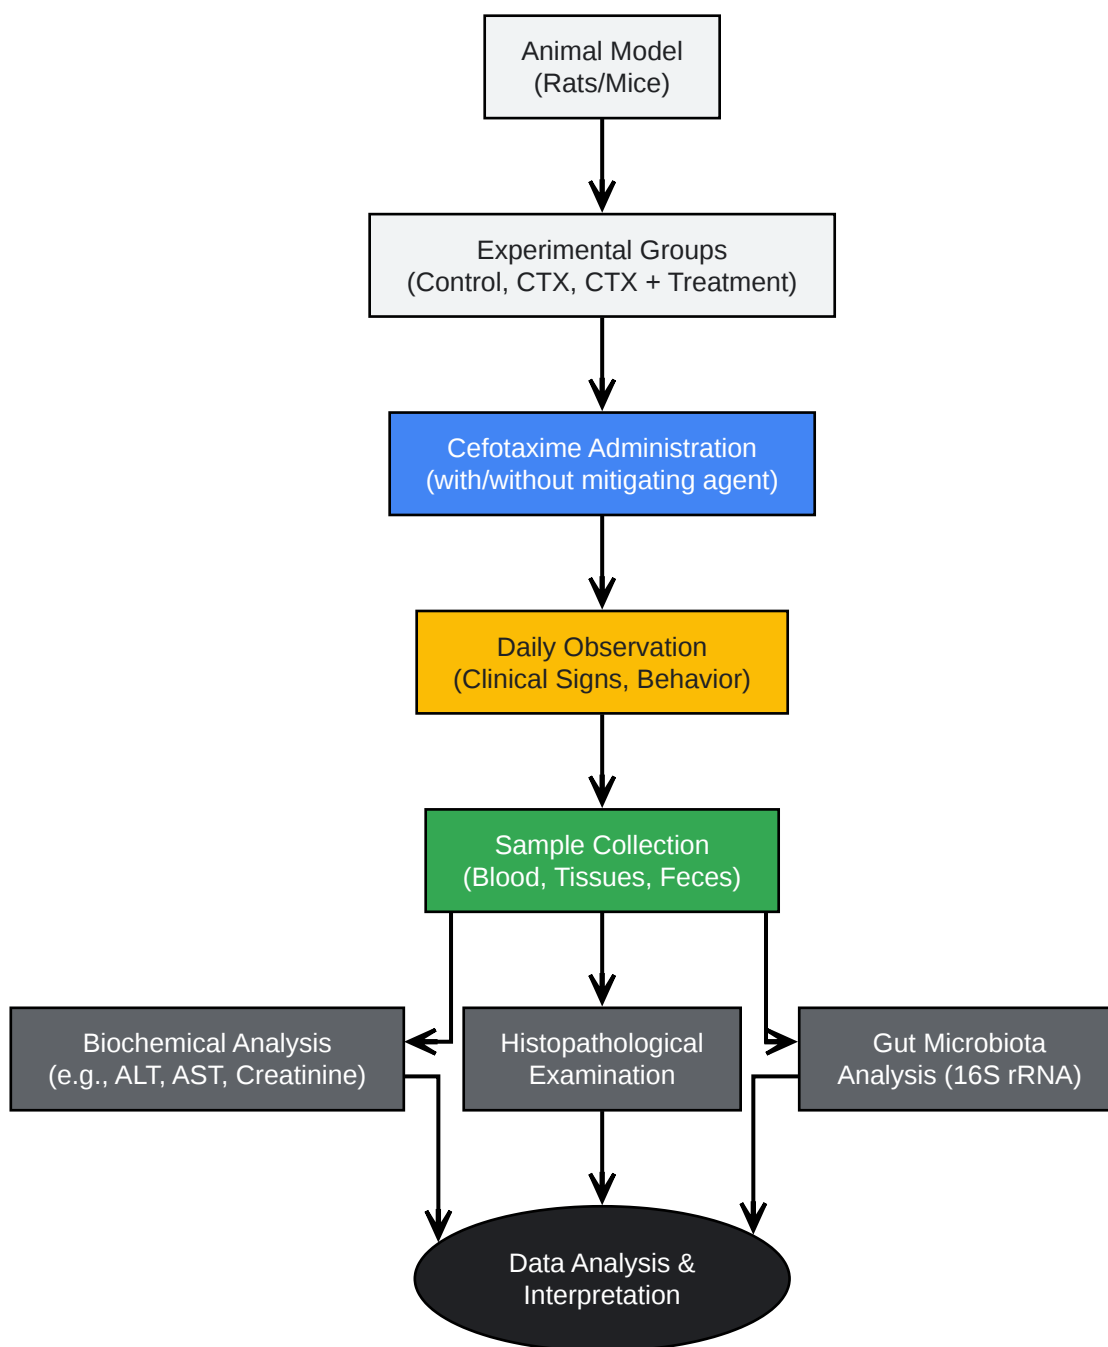 Animal Model
(Rats/Mice)
Experimental Groups
(Control, CTX, CTX + Treatment)
Cefotaxime Administration
(with/without mitigating agent)
Daily Observation
(Clinical Signs, Behavior)
Sample Collection
(Blood, Tissues, Feces)
Biochemical Analysis
(e.g., ALT, AST, Creatinine)
Histopathological
Examination
Gut Microbiota
Analysis (16S rRNA)
Data Analysis &
Interpretation